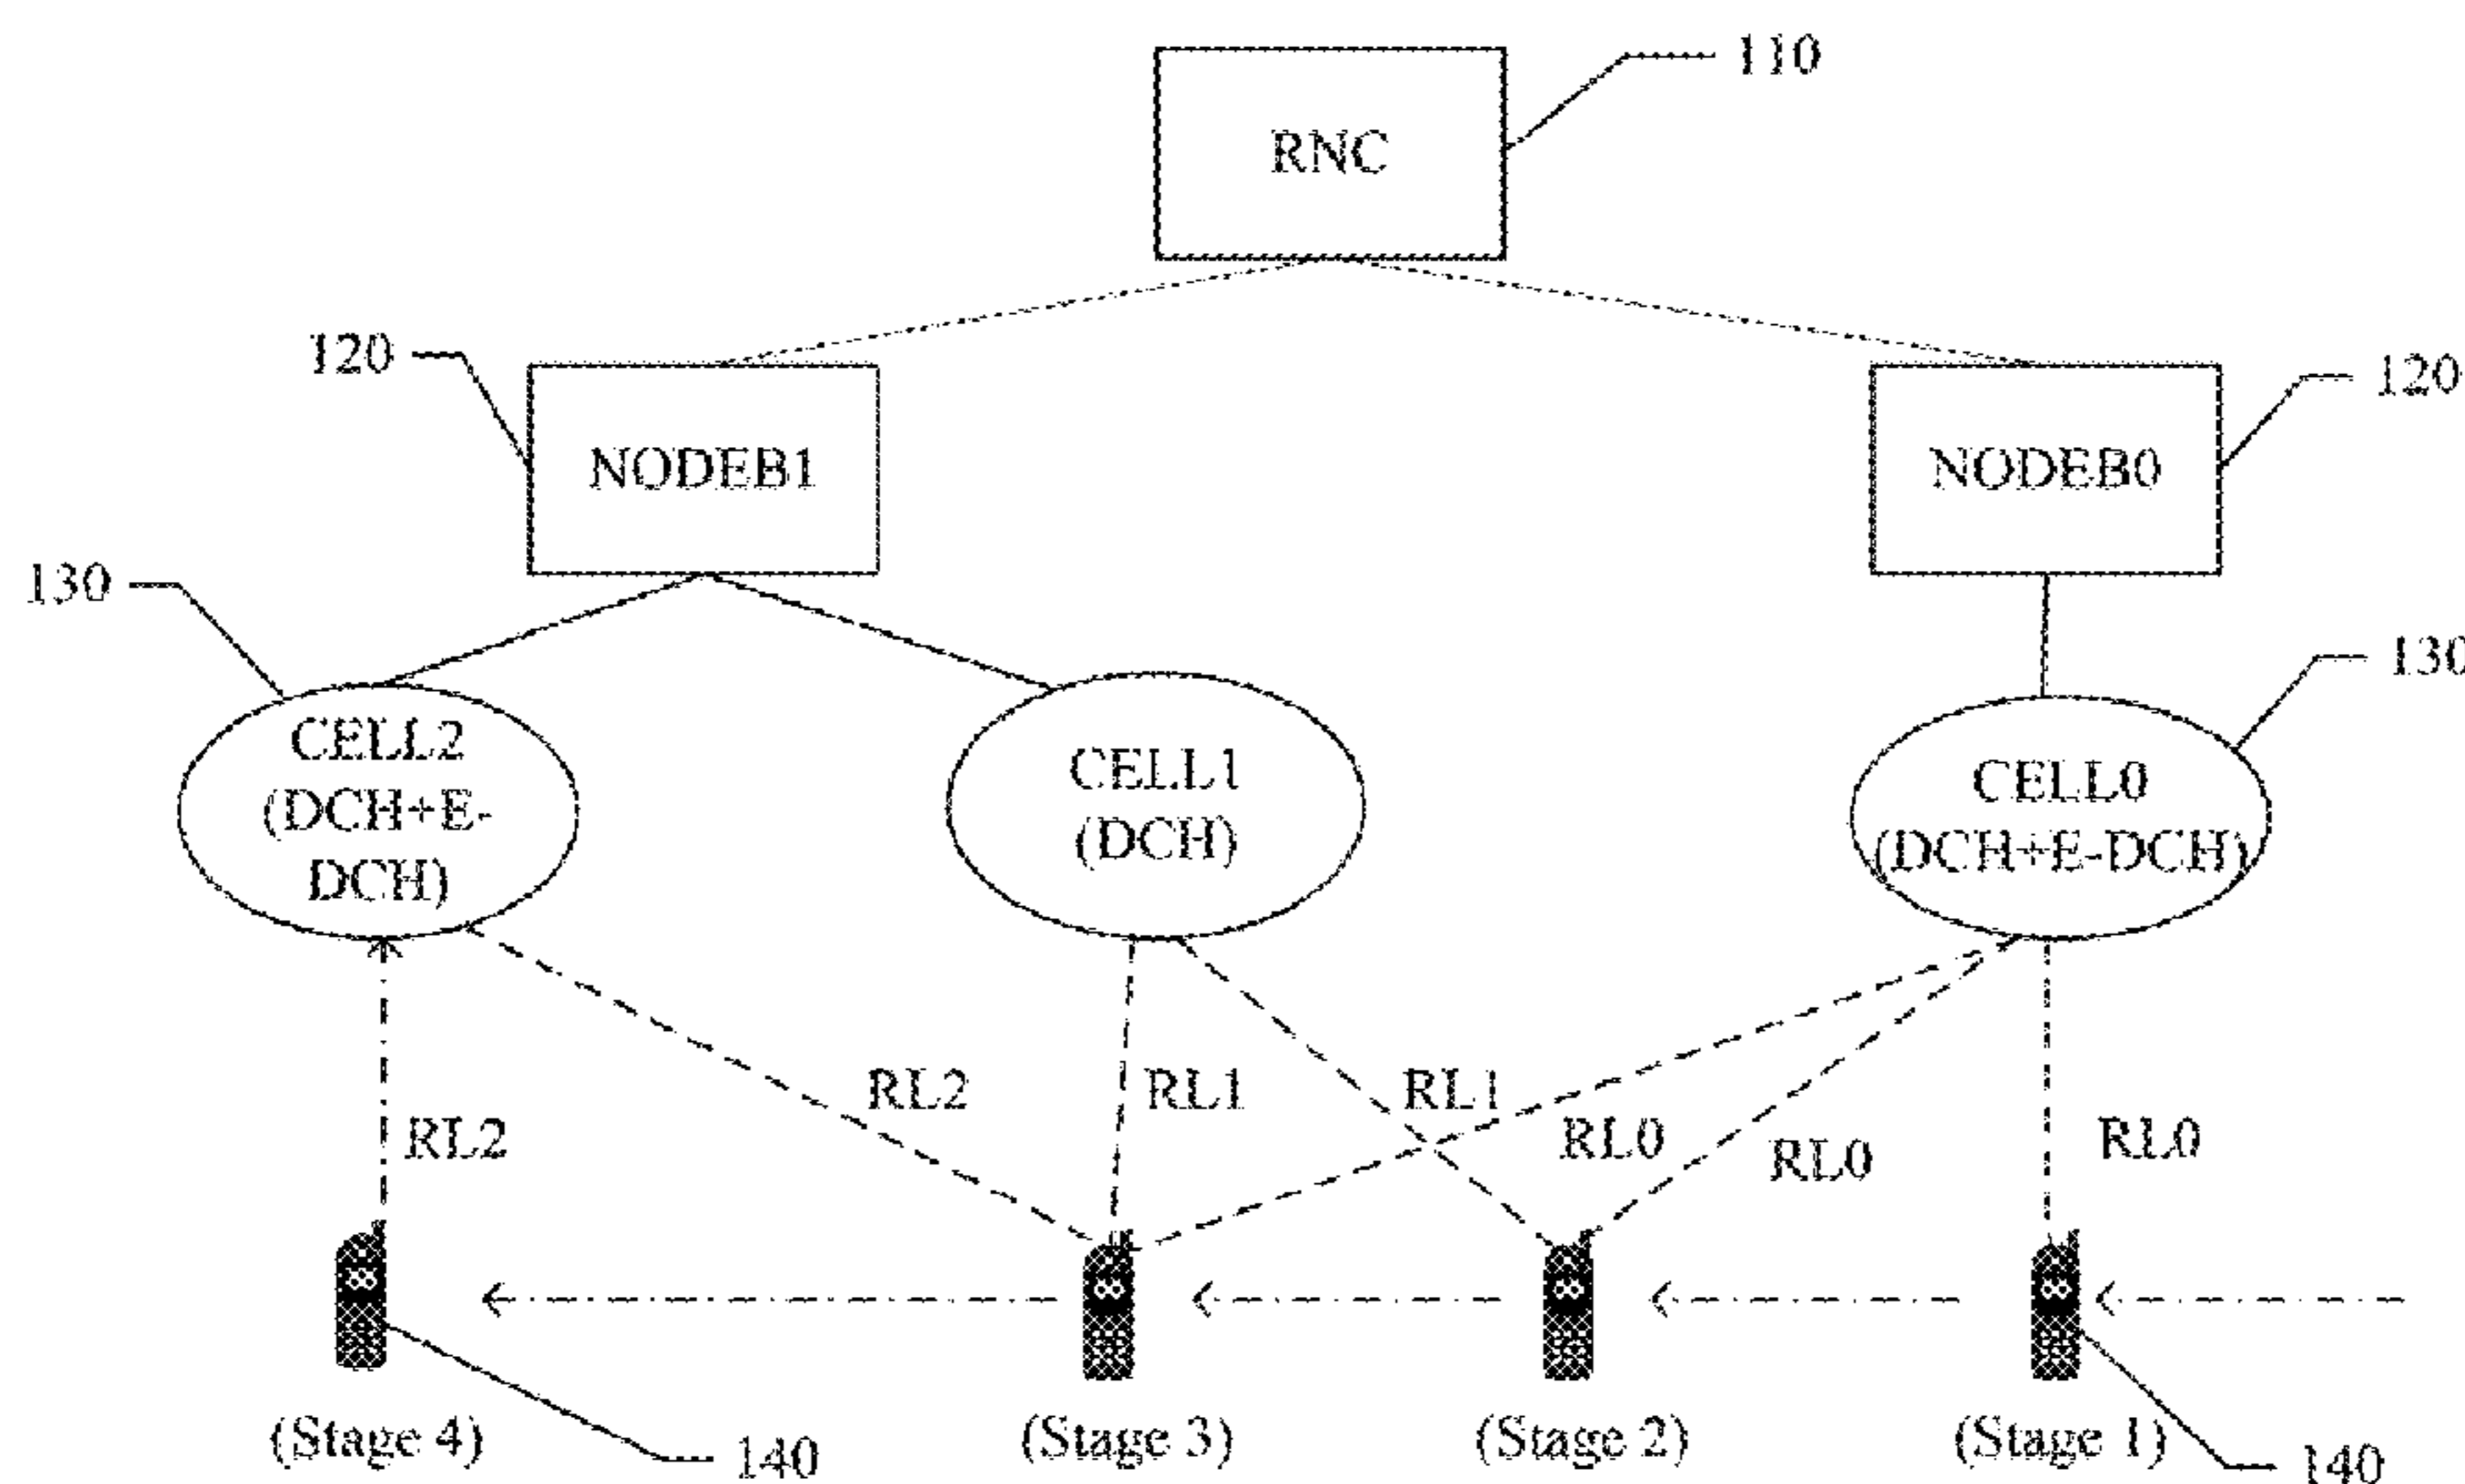 110
RNC
120
120
NODEB1
NODEB0
130
130
CELL2
(DCH+E-
DCH)
CELL1
(DCH)
CELL0
(DCH+E-DCH)
RL2
RL2
RL1
RL1
RL0
RL0
RL0
(Stage 4)
(Stage 3)
(Stage 2)
(Stage 1)
140
140